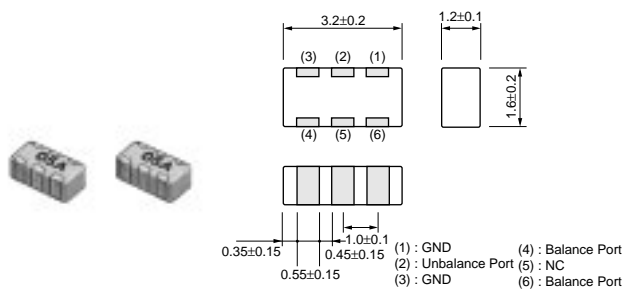 3.2±0.2
1.2±0.1
(3) (2) (1)
1.6±0.2
(4) (5) (6)
1.0±0.1
0.35±0.15
0.45±0.15
0.55±0.15
(1) : GND
(2) : Unbalance Port
(3) : GND
(4) : Balance Port
(5) : NC
(6) : Balance Port